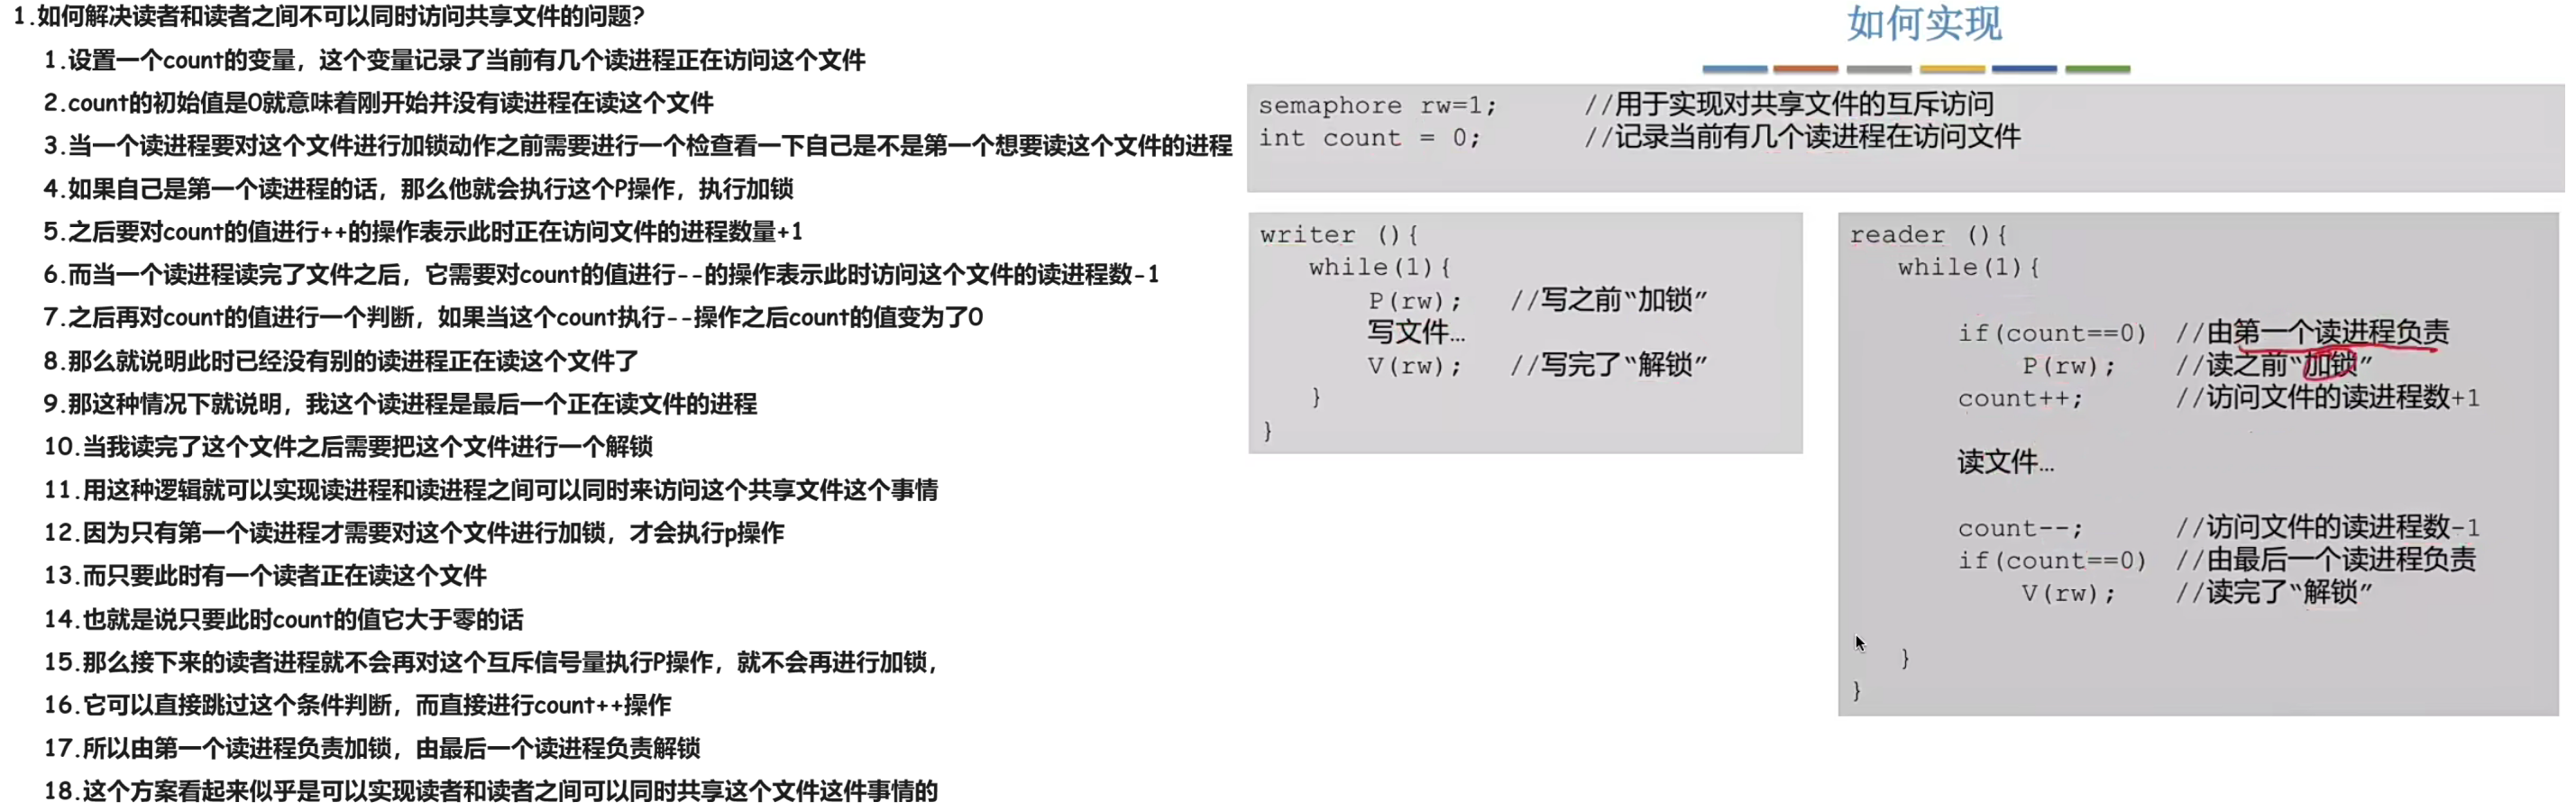 1.如何解决读者和读者之间不可以同时访问共享文件的问题?
1.设置一个count的变量，这个变量记录了当前有几个读进程正在访问这个文件
2.count的初始值是0就意味着刚开始并没有读进程在读这个文件
3.当一个读进程要对这个文件进行加锁动作之前需要进行一个检查看一下自己是不是第一个想要读这个文件的进程
4.如果自己是第一个读进程的话，那么他就会执行这个P操作，执行加锁
5.之后要对count的值进行++的操作表示此时正在访问文件的进程数量+1
6.而当一个读进程读完了文件之后，它需要对count的值进行--的操作表示此时访问这个文件的读进程数-1
7.之后再对count的值进行一个判断，如果当这个count执行--操作之后count的值变为了0
8.那么就说明此时已经没有别的读进程正在读这个文件了
9.那这种情况下就说明，我这个读进程是最后一个正在读文件的进程
10.当我读完了这个文件之后需要把这个文件进行一个解锁
11.用这种逻辑就可以实现读进程和读进程之间可以同时来访问这个共享文件这个事情
12.因为只有第一个读进程才需要对这个文件进行加锁，才会执行p操作
13.而只要此时有一个读者正在读这个文件
14.也就是说只要此时count的值它大于零的话
15.那么接下来的读者进程就不会再对这个互斥信号量执行P操作，就不会再进行加锁，
16.它可以直接跳过这个条件判断，而直接进行count++操作
17.所以由第一个读进程负责加锁，由最后一个读进程负责解锁
18.这个方案看起来似乎是可以实现读者和读者之间可以同时共享这个文件这件事情的
如何实现
semaphore rw=1; //用于实现对共享文件的互斥访问
int count = 0; //记录当前有几个读进程在访问文件
writer (){
while(1){
P(rw); //写之前“加锁”
写文件…
V(rw); //写完了“解锁”
}
}
reader (){
while(1){
if(count==0) //由第一个读进程负责
P(rw); //读之前“加锁”
count++; //访问文件的读进程数+1
读文件…
count--; //访问文件的读进程数-1
if(count==0) //由最后一个读进程负责
V(rw); //读完了“解锁”
}
}